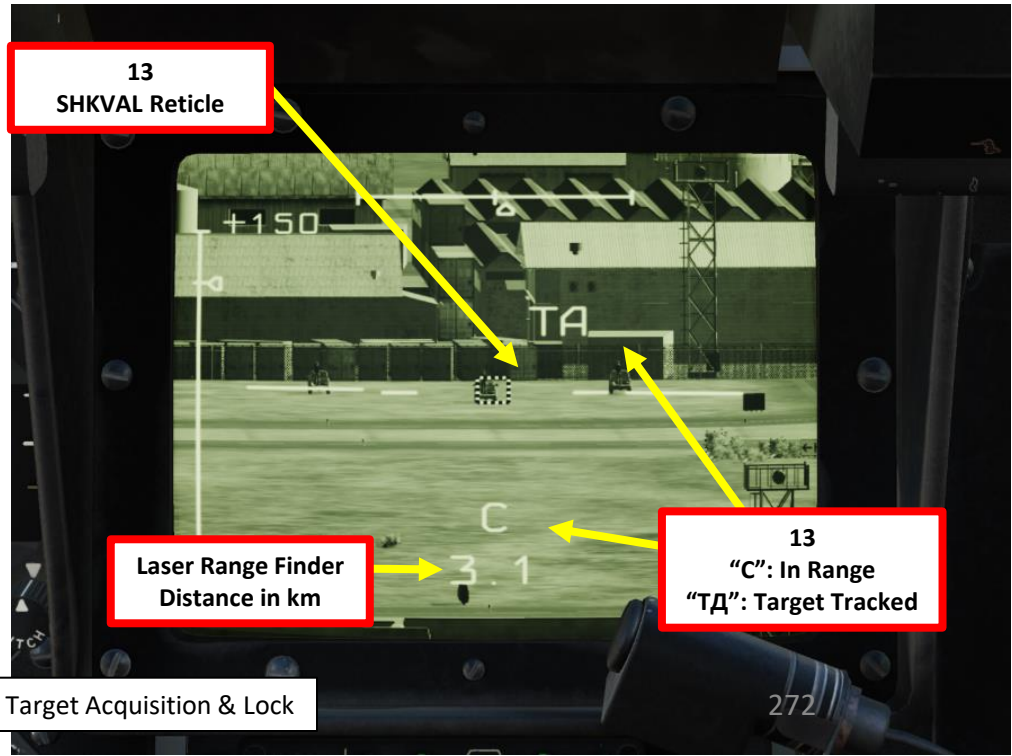 13
SHKVAL Reticle
+150
TA
C
3.1
Laser Range Finder
Distance in km
13
“C”: In Range
“ТД”: Target Tracked
Target Acquisition & Lock
272